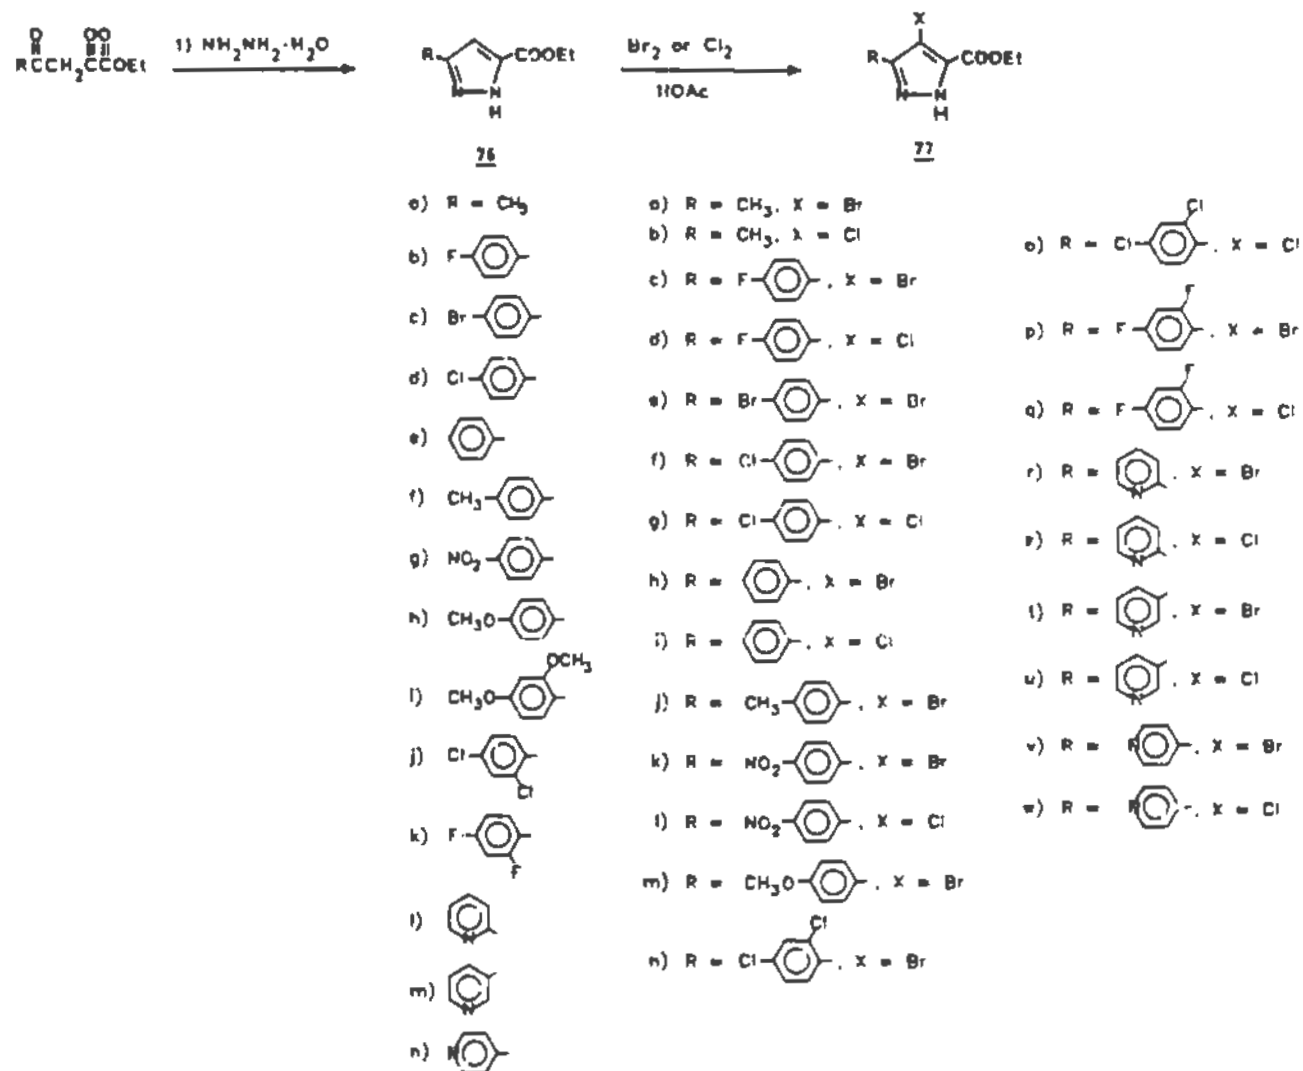 O OO
RCCH2CCOEt
1) NH2NH2·H2O
R COOEt
N N
H
76
Br2 or Cl2
HOAc
X
R COOEt
N N
H
77
a) R = CH3
b) F
c) Br
d) Cl
e)
f) CH3
g) NO2
h) CH3O
i) CH3O OCH3
j) Cl Cl
k) F F
l) N
m) N
n) N
a) R = CH3, X = Br
b) R = CH3, X = Cl
c) R = F , X = Br
d) R = F , X = Cl
e) R = Br , X = Br
f) R = Cl , X = Br
g) R = Cl , X = Cl
h) R = , X = Br
i) R = , X = Cl
j) R = CH3 , X = Br
k) R = NO2 , X = Br
l) R = NO2 , X = Cl
m) R = CH3O , X = Br
n) R = Cl Cl , X = Br
o) R = Cl Cl , X = Cl
p) R = F F , X = Br
q) R = F F , X = Cl
r) R = N , X = Br
s) R = N , X = Cl
t) R = N , X = Br
u) R = N , X = Cl
v) R = N , X = Br
w) R = N , X = Cl